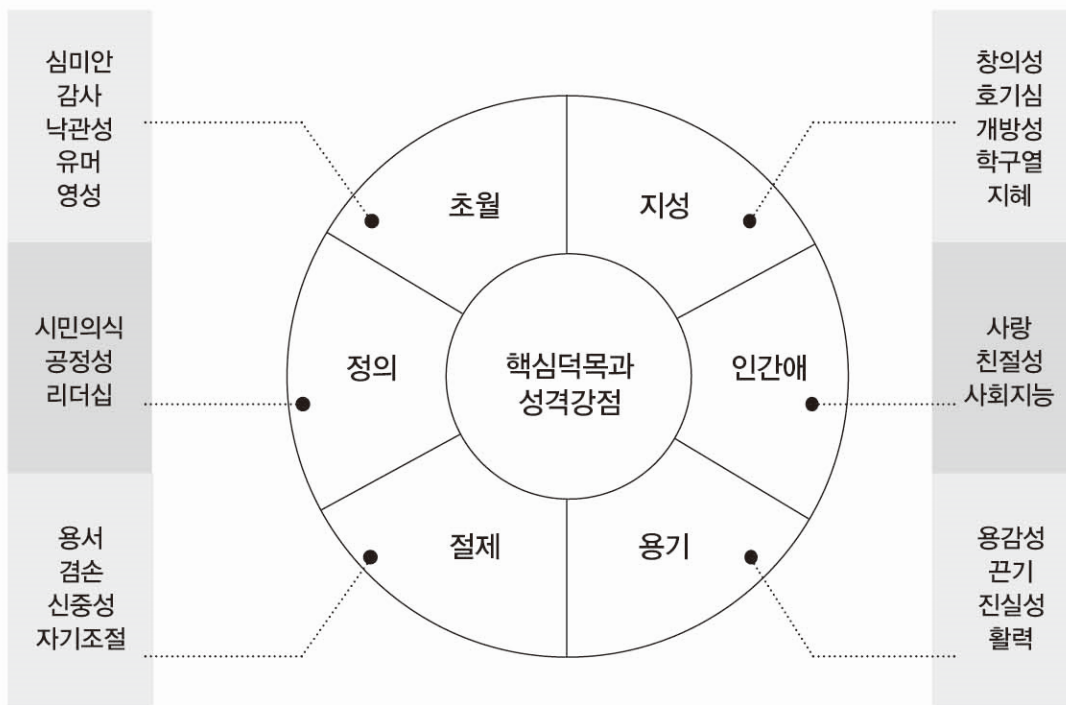 심미안
감사
낙관성
유머
영성
창의성
호기심
개방성
학구열
지혜
초월
지성
시민의식
공정성
리더십
정의
핵심덕목과
성격강점
인간애
사랑
친절성
사회지능
용서
겸손
신중성
자기조절
절제
용기
용감성
끈기
진실성
활력